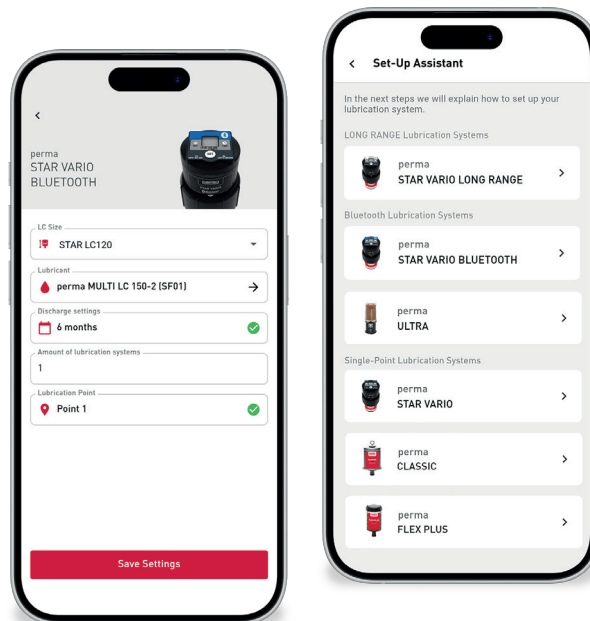 perma
STAR VARIO
BLUETOOTH
LC Size
STAR LC120
Lubricant
perma MULTI LC 150-2 (SF01)
Discharge settings
6 months
Amount of lubrication systems
1
Lubrication Point
Point 1
Save Settings
Set-Up Assistant
In the next steps we will explain how to set up your
lubrication system.
LONG RANGE Lubrication Systems
perma
STAR VARIO LONG RANGE
Bluetooth Lubrication Systems
perma
STAR VARIO BLUETOOTH
perma
ULTRA
Single-Point Lubrication Systems
perma
STAR VARIO
perma
CLASSIC
perma
FLEX PLUS